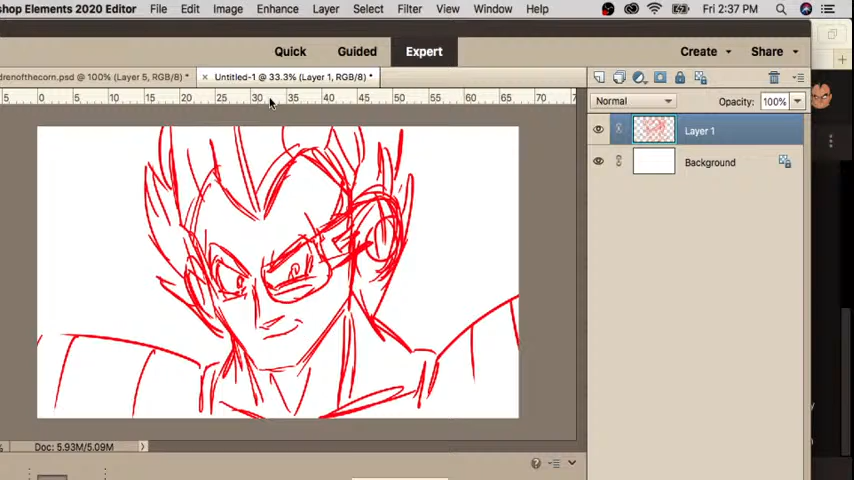 shop Elements 2020 Editor File Edit Image Enhance Layer Select Filter View Window Help Fri 2:37 PM
Quick Guided Expert Create Share
drenofthecorn.psd @ 100% (Layer 5, RGB/8) * × Untitled-1 @ 33.3% (Layer 1, RGB/8) *
5 0 5 10 15 20 25 30 35 40 45 50 55 60 65 70 75
Normal Opacity: 100%
Layer 1
Background
% Doc: 5.93M/5.09M